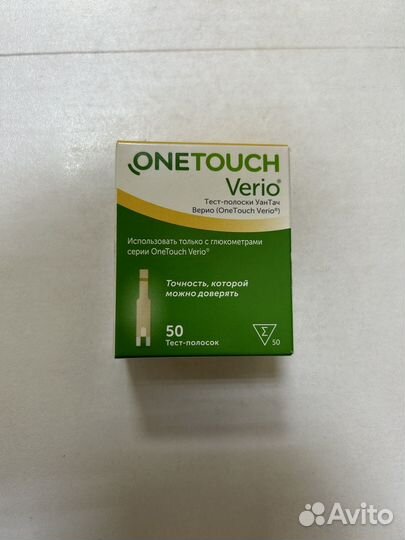 ONETOUCH
Verio®
Тест-полоски УанТач
Верио (OneTouch Verio®)
Использовать только с глюкометрами
серии OneTouch Verio®
Точность, которой
можно доверять
50
Тест-полосок
Σ
50
Avito